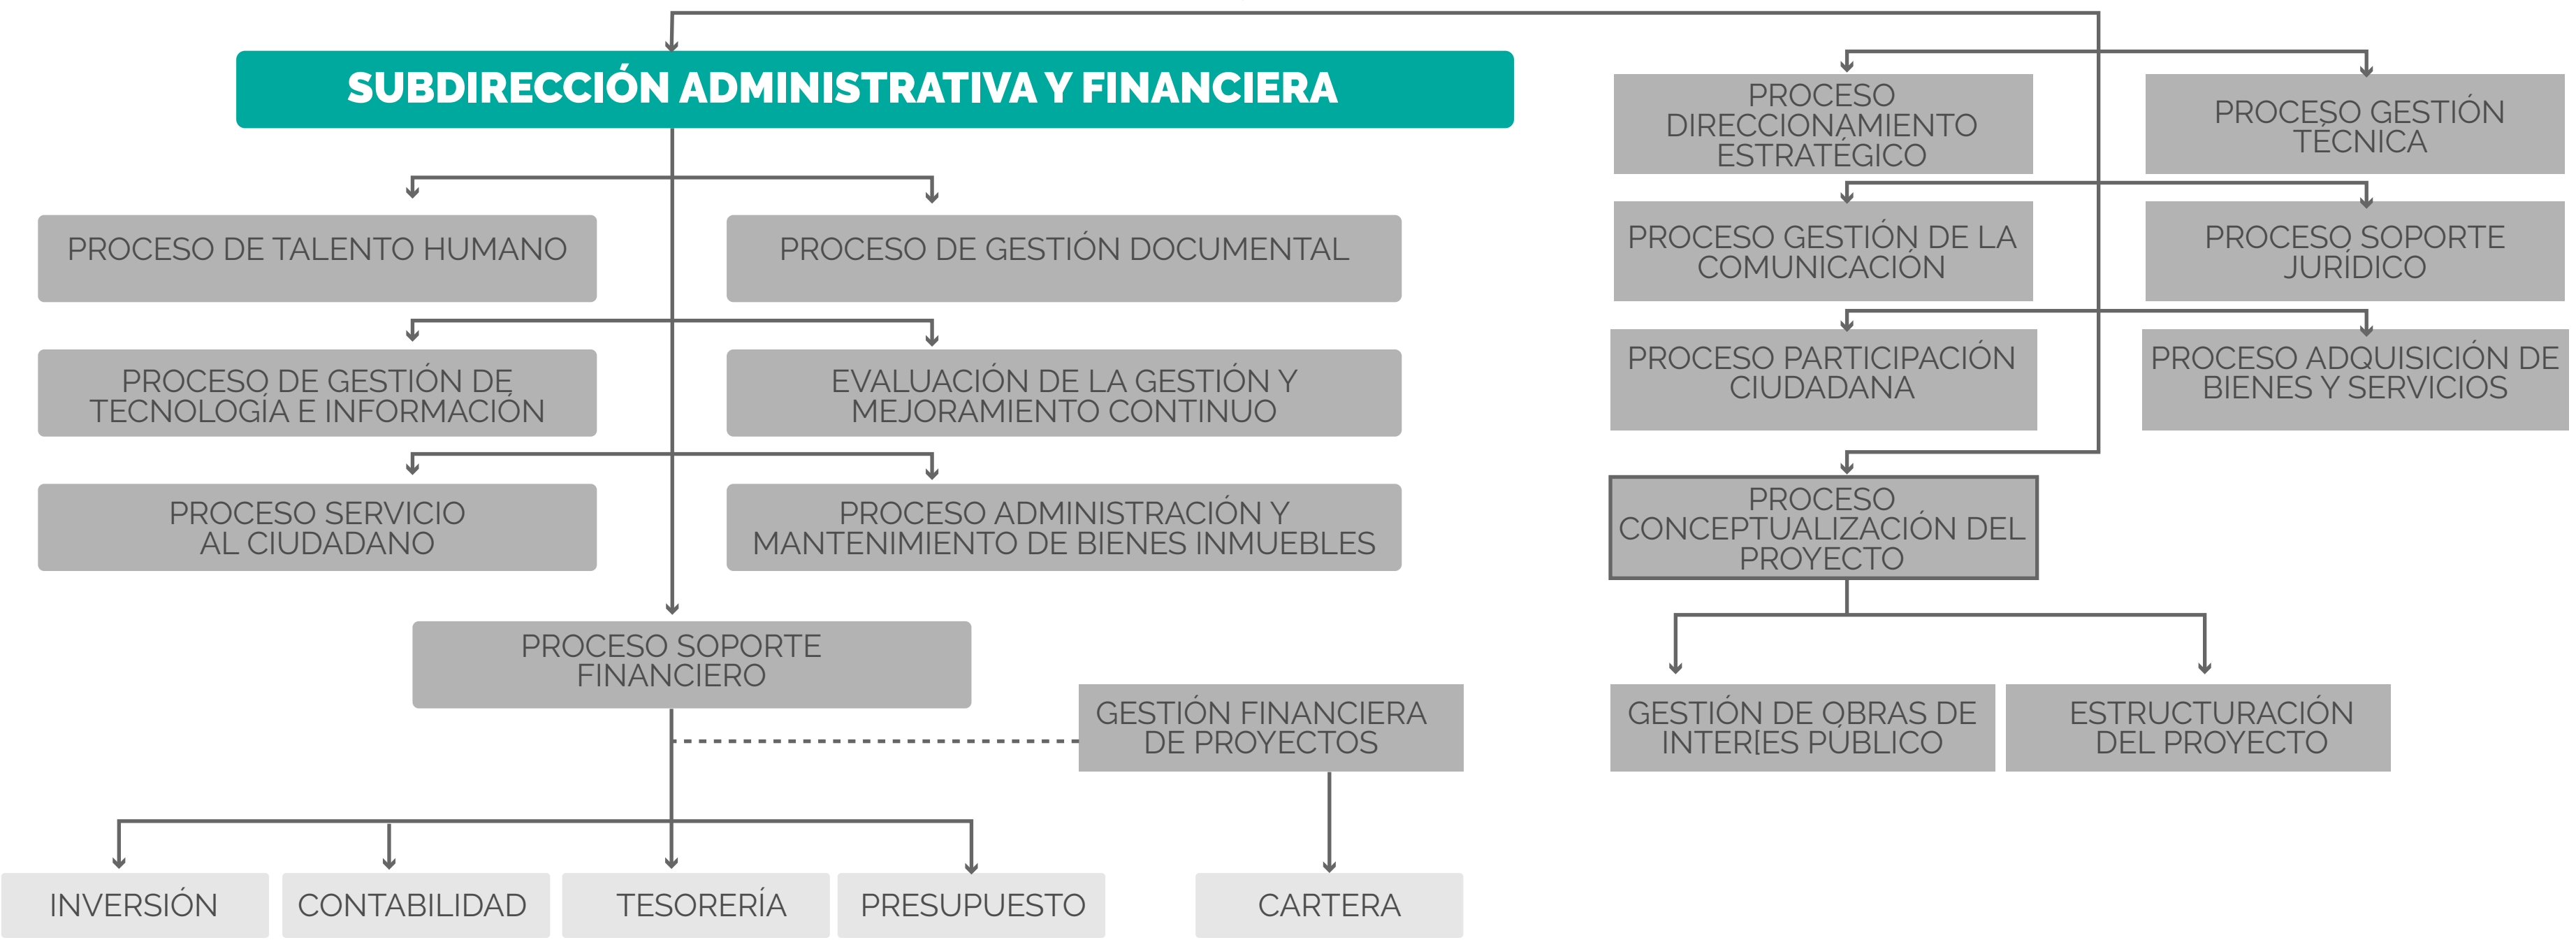 SUBDIRECCIÓN ADMINISTRATIVA Y FINANCIERA
PROCESO DE TALENTO HUMANO
PROCESO DE GESTIÓN DOCUMENTAL
PROCESO DE GESTIÓN DE
TECNOLOGÍA E INFORMACIÓN
EVALUACIÓN DE LA GESTIÓN Y
MEJORAMIENTO CONTINUO
PROCESO SERVICIO
AL CIUDADANO
PROCESO ADMINISTRACIÓN Y
MANTENIMIENTO DE BIENES INMUEBLES
PROCESO SOPORTE
FINANCIERO
GESTIÓN FINANCIERA
DE PROYECTOS
INVERSIÓN
CONTABILIDAD
TESORERÍA
PRESUPUESTO
CARTERA
PROCESO
DIRECCIONAMIENTO
ESTRATÉGICO
PROCESO GESTIÓN
TÉCNICA
PROCESO GESTIÓN DE LA
COMUNICACIÓN
PROCESO SOPORTE
JURÍDICO
PROCESO PARTICIPACIÓN
CIUDADANA
PROCESO ADQUISICIÓN DE
BIENES Y SERVICIOS
PROCESO
CONCEPTUALIZACIÓN DEL
PROYECTO
GESTIÓN DE OBRAS DE
INTER[ES PÚBLICO
ESTRUCTURACIÓN
DEL PROYECTO